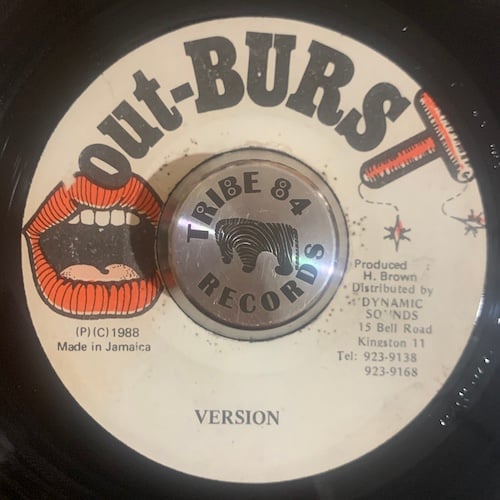 out-BURST
TRIBE 84
RECORDS
Produced :
H. Brown
Distributed by
DYNAMIC
SOUNDS
15 Bell Road
Kingston 11
Tel: 923-9138
923-9168
(P)(C)1988
Made in Jamaica
VERSION